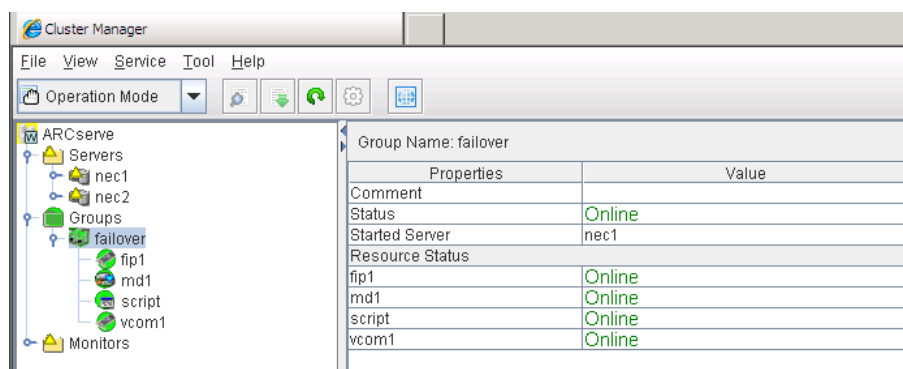 Cluster Manager
File View Service Tool Help
Operation Mode
ARCserve
Servers
nec1
nec2
Groups
failover
fip1
md1
script
vcom1
Monitors
Group Name: failover
Properties Value
Comment
Status Online
Started Server nec1
Resource Status
fip1 Online
md1 Online
script Online
vcom1 Online